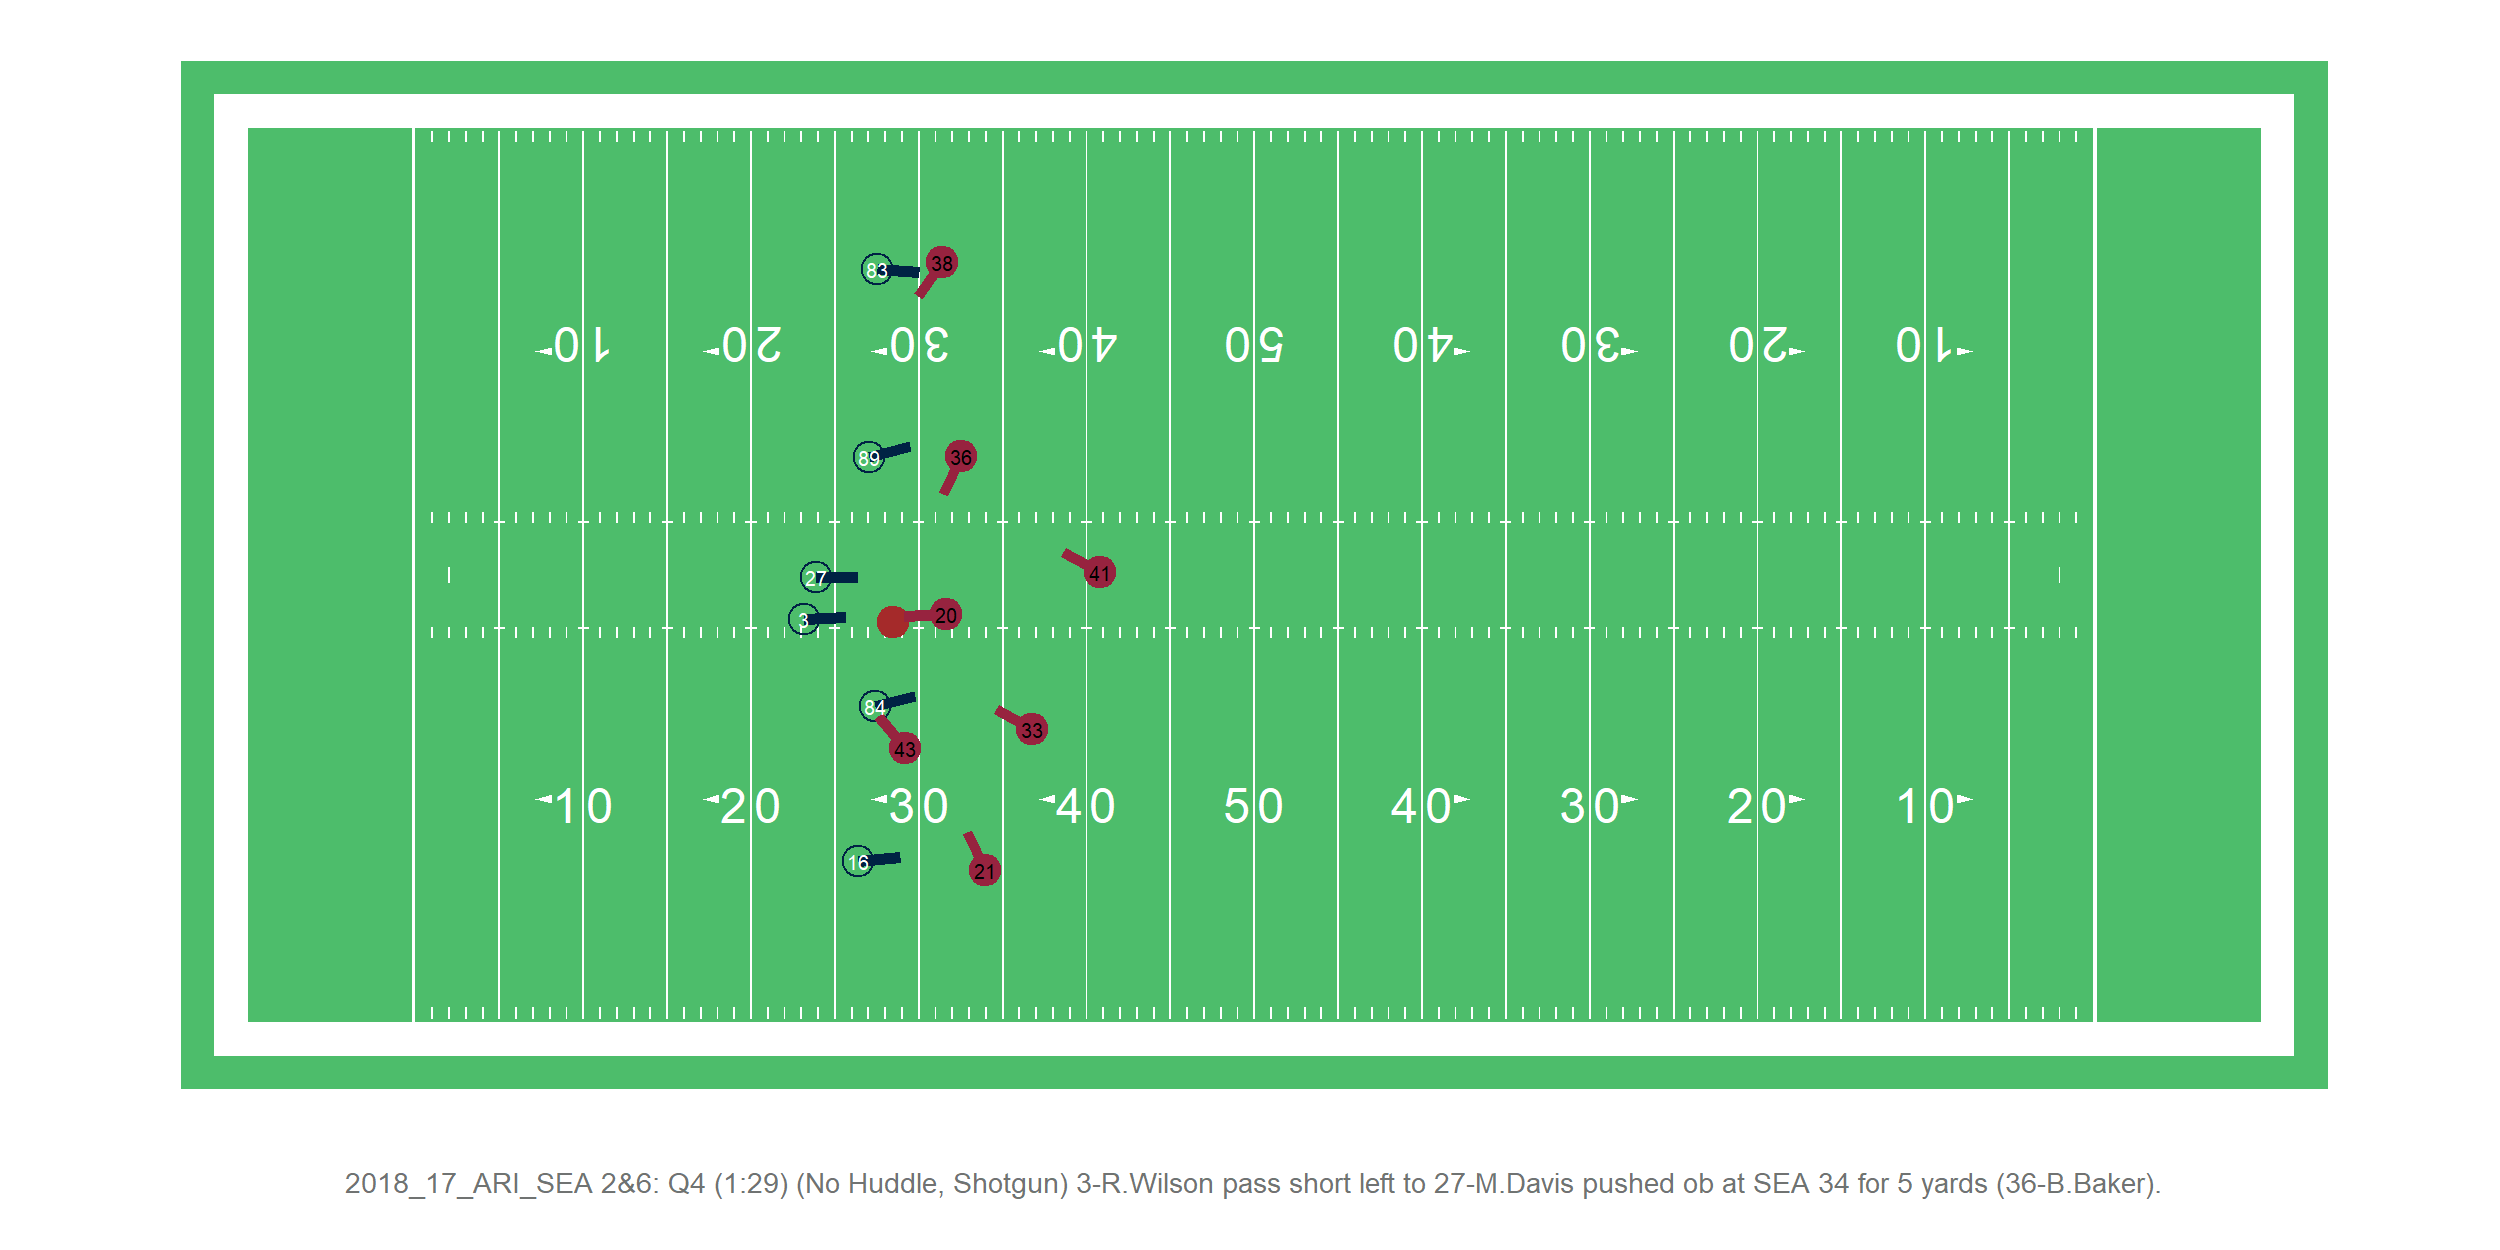 83 38
10 20 30 40 50 40 30 20 10
89 36
27 41
3 20
84 33
43
10 20 30 40 50 40 30 20 10
16 21
2018_17_ARI_SEA 2&6: Q4 (1:29) (No Huddle, Shotgun) 3-R.Wilson pass short left to 27-M.Davis pushed ob at SEA 34 for 5 yards (36-B.Baker).